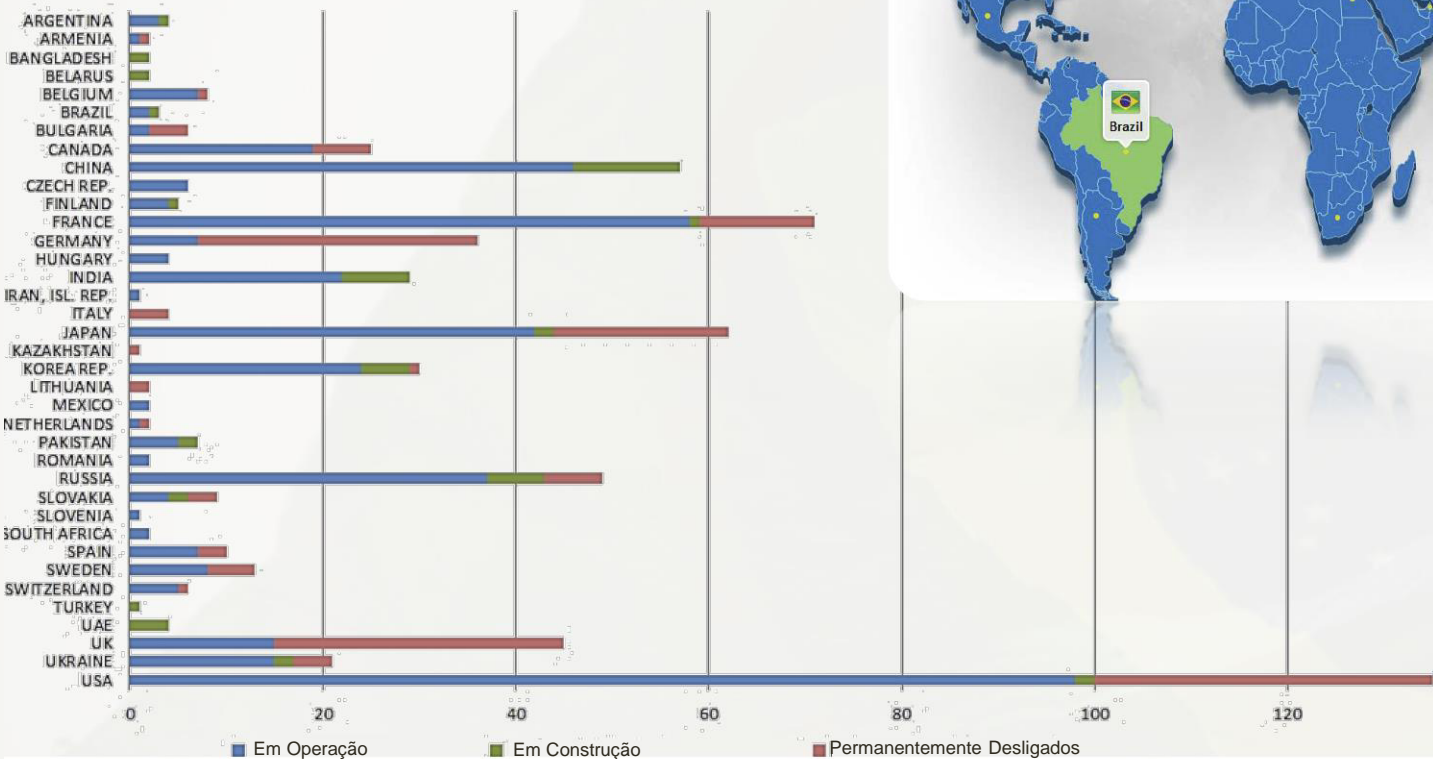 ARGENTINA
ARMENIA
BANGLADESH
BELARUS
BELGIUM
BRAZIL
BULGARIA
CANADA
CHINA
CZECH REP.
FINLAND
FRANCE
GERMANY
HUNGARY
INDIA
IRAN, ISL. REP.
ITALY
JAPAN
KAZAKHSTAN
KOREA REP.
LITHUANIA
MEXICO
NETHERLANDS
PAKISTAN
ROMANIA
RUSSIA
SLOVAKIA
SLOVENIA
SOUTH AFRICA
SPAIN
SWEDEN
SWITZERLAND
TURKEY
UAE
UK
UKRAINE
USA
0 20 40 60 80 100 120
Em Operação Em Construção Permanentemente Desligados
Brazil